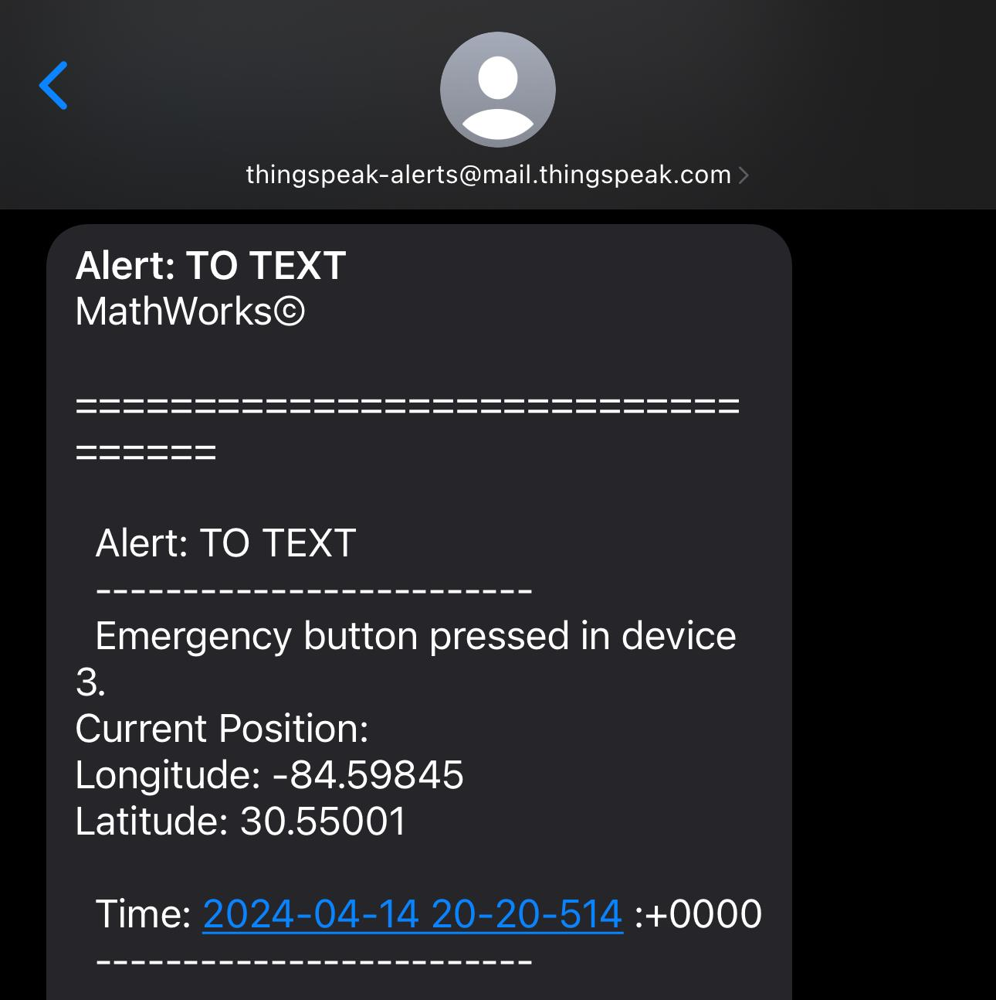 thingspeak-alerts@mail.thingspeak.com
Alert: TO TEXT
MathWorks©
============================
======
Alert: TO TEXT
-------------------------
Emergency button pressed in device
3.
Current Position:
Longitude: -84.59845
Latitude: 30.55001
Time: 2024-04-14 20-20-514 :+0000
-------------------------